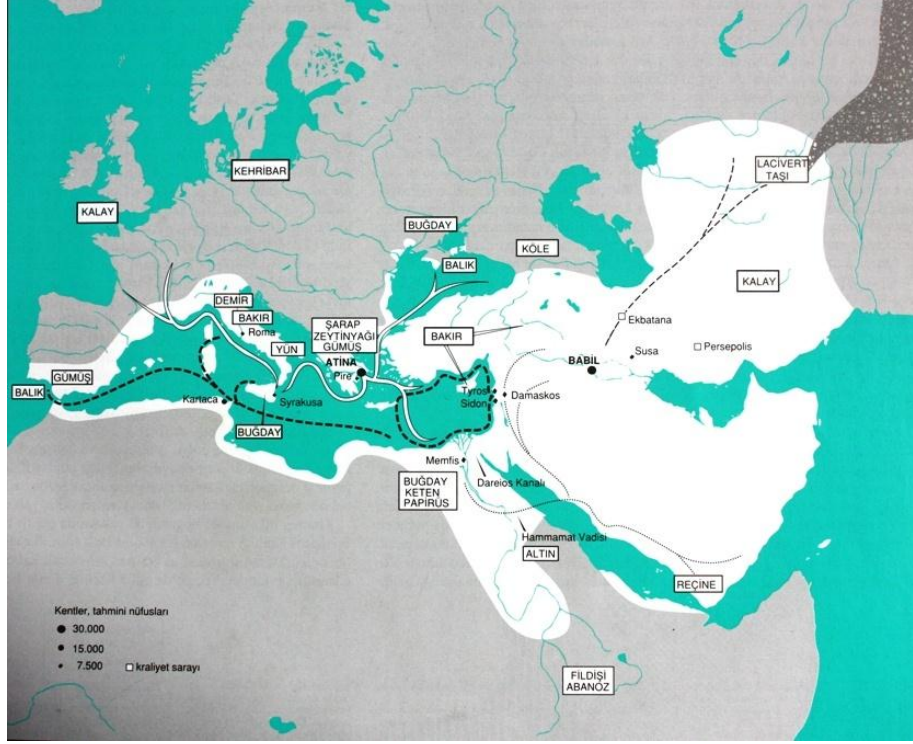 KEHRİBAR
LACİVERT
TAŞI
KALAY
BUĞDAY
KÖLE
BALIK
KALAY
DEMİR
BAKIR
Roma
ŞARAP
ZEYTİNYAĞI
GÜMÜŞ
Ekbatana
BAKIR
YÜN
ATİNA
Pire
BABİL
Susa
Persepolis
GÜMÜŞ
BALIK
Kartaca
Syrakusa
Tyros
Sidon
Damaskos
BUĞDAY
Memfis
BUĞDAY
KETEN
PAPİRÜS
Dareios Kanalı
Hammamat Vadisi
ALTIN
REÇİNE
Kentler, tahmini nüfusları
30.000
15.000
7.500 kraliyet sarayı
FİLDİŞİ
ABANOZ